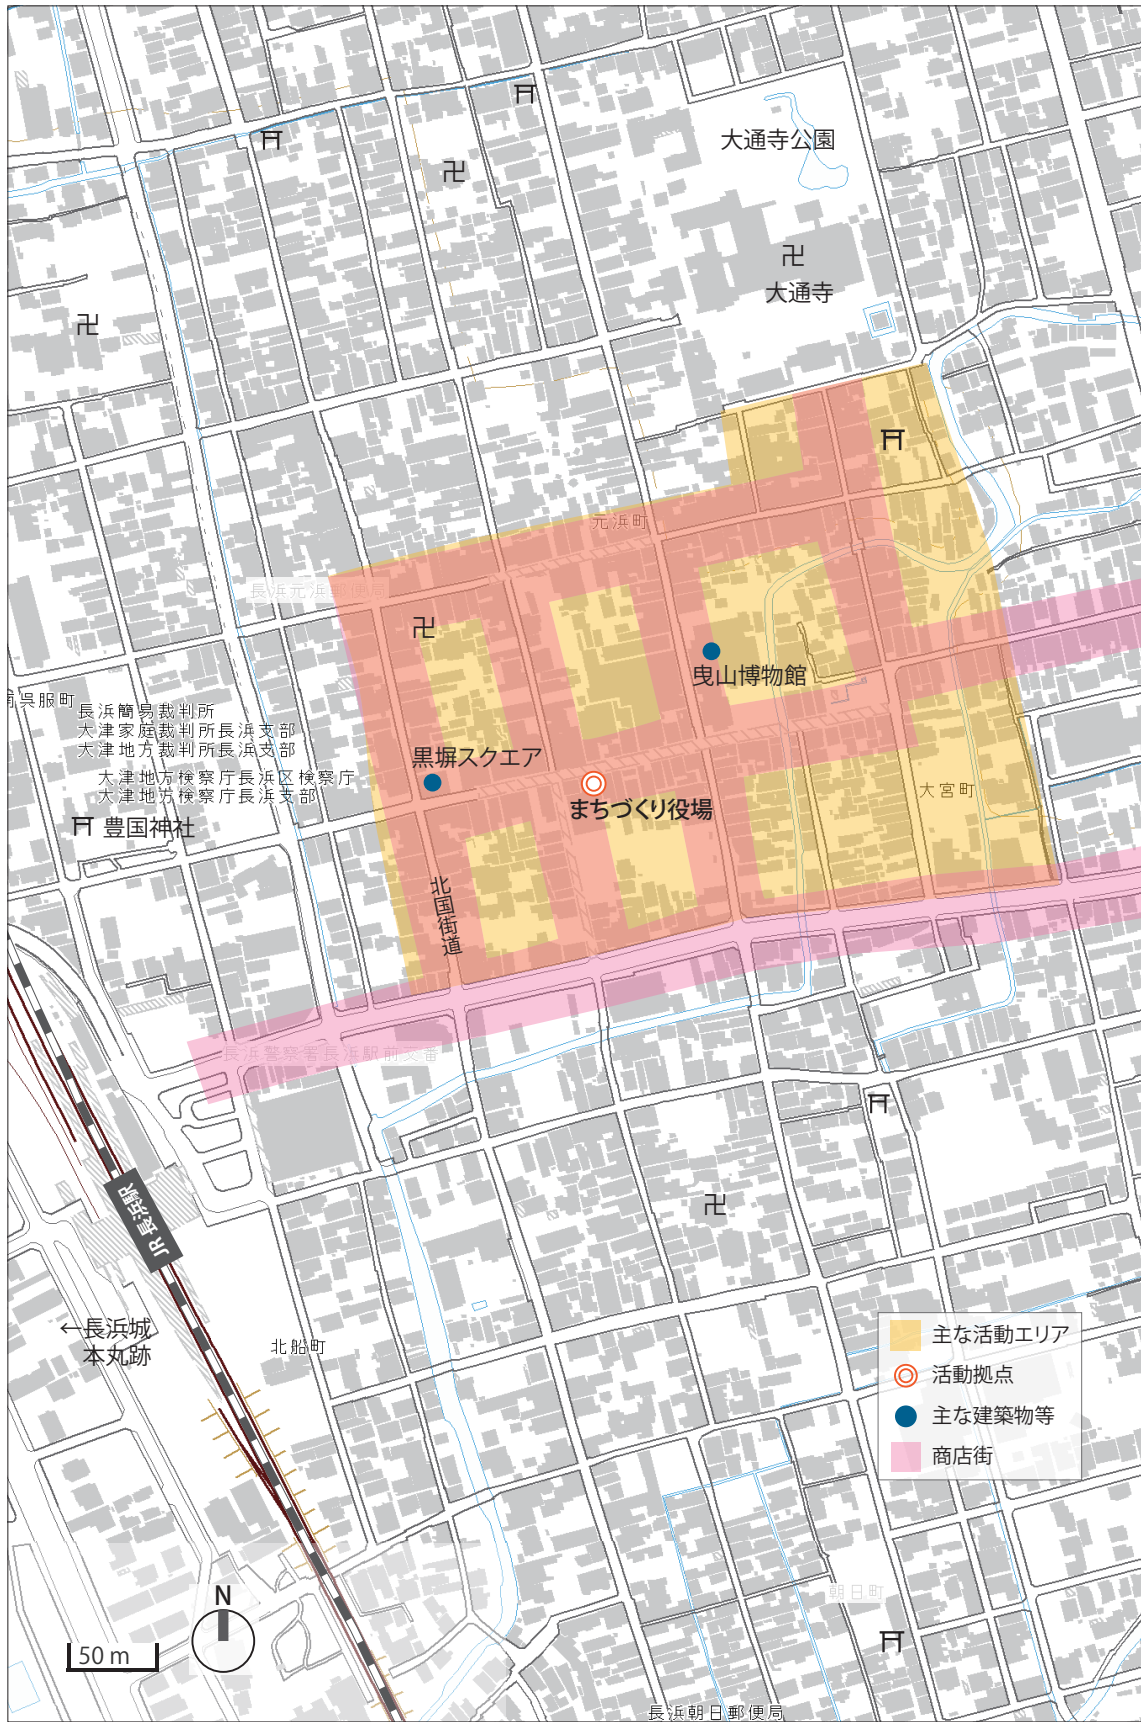 大通寺公園
大通寺
元浜町
長浜元浜郵便局
曳山博物館
呉服町
長浜簡易裁判所
大津家庭裁判所長浜支部
大津地方裁判所長浜支部
大津地方検察庁長浜区検察庁
大津地方検察庁長浜支部
黒塀スクエア
まちづくり役場
大宮町
豊国神社
北国街道
長浜警察署長浜駅前交番
JR長浜駅
←長浜城
本丸跡
北船町
主な活動エリア
活動拠点
主な建築物等
商店街
朝日町
N
50 m
長浜朝日郵便局